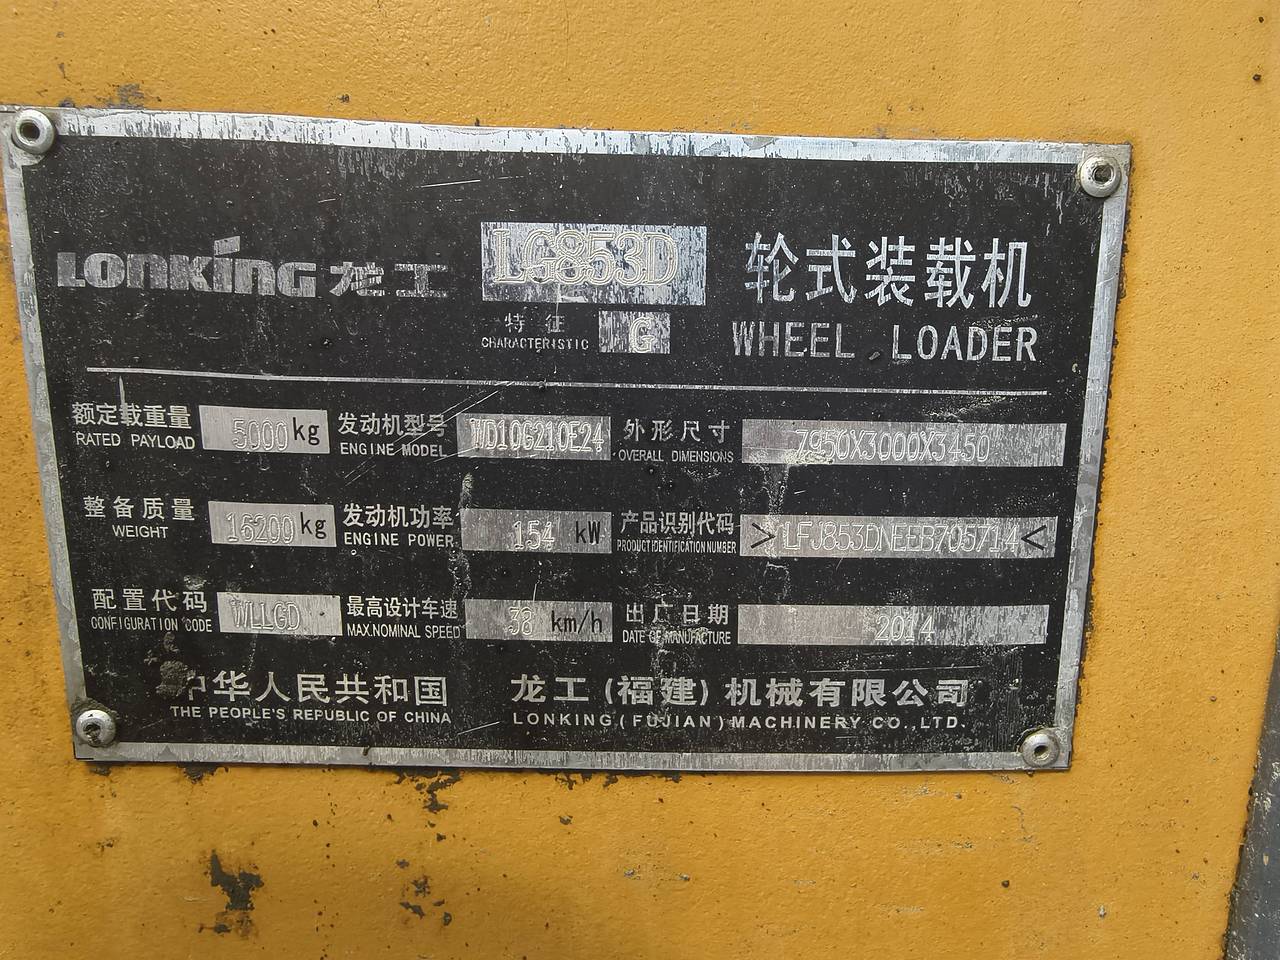 LONKING 龙工 LG853D 轮式装载机
特征 G
CHARACTERISTIC
WHEEL LOADER
额定载重量 5000 kg 发动机型号 WD10G210E24 外形尺寸 7950X3000X3450
RATED PAYLOAD ENGINE MODEL OVERALL DIMENSIONS
整备质量 16200 kg 发动机功率 154 kW 产品识别代码 >LFJ853DNEEB705714<
WEIGHT ENGINE POWER PRODUCT IDENTIFICATION NUMBER
配置代码 WLLGD 最高设计车速 38 km/h 出厂日期 2014
CONFIGURATION CODE MAX.NOMINAL SPEED DATE OF MANUFACTURE
中华人民共和国 龙工(福建)机械有限公司
THE PEOPLE'S REPUBLIC OF CHINA LONKING(FUJIAN)MACHINERY CO.,LTD.